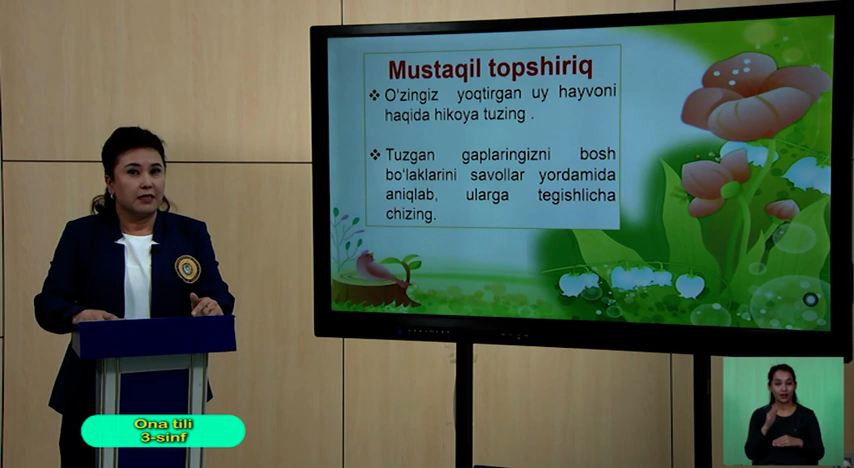 Mustaqil topshiriq
❖ O‘zingiz yoqtirgan uy hayvoni
haqida hikoya tuzing .
❖ Tuzgan gaplaringizni bosh
bo‘laklarini savollar yordamida
aniqlab, ularga tegishlicha
chizing.
Ona tili
3-sinf